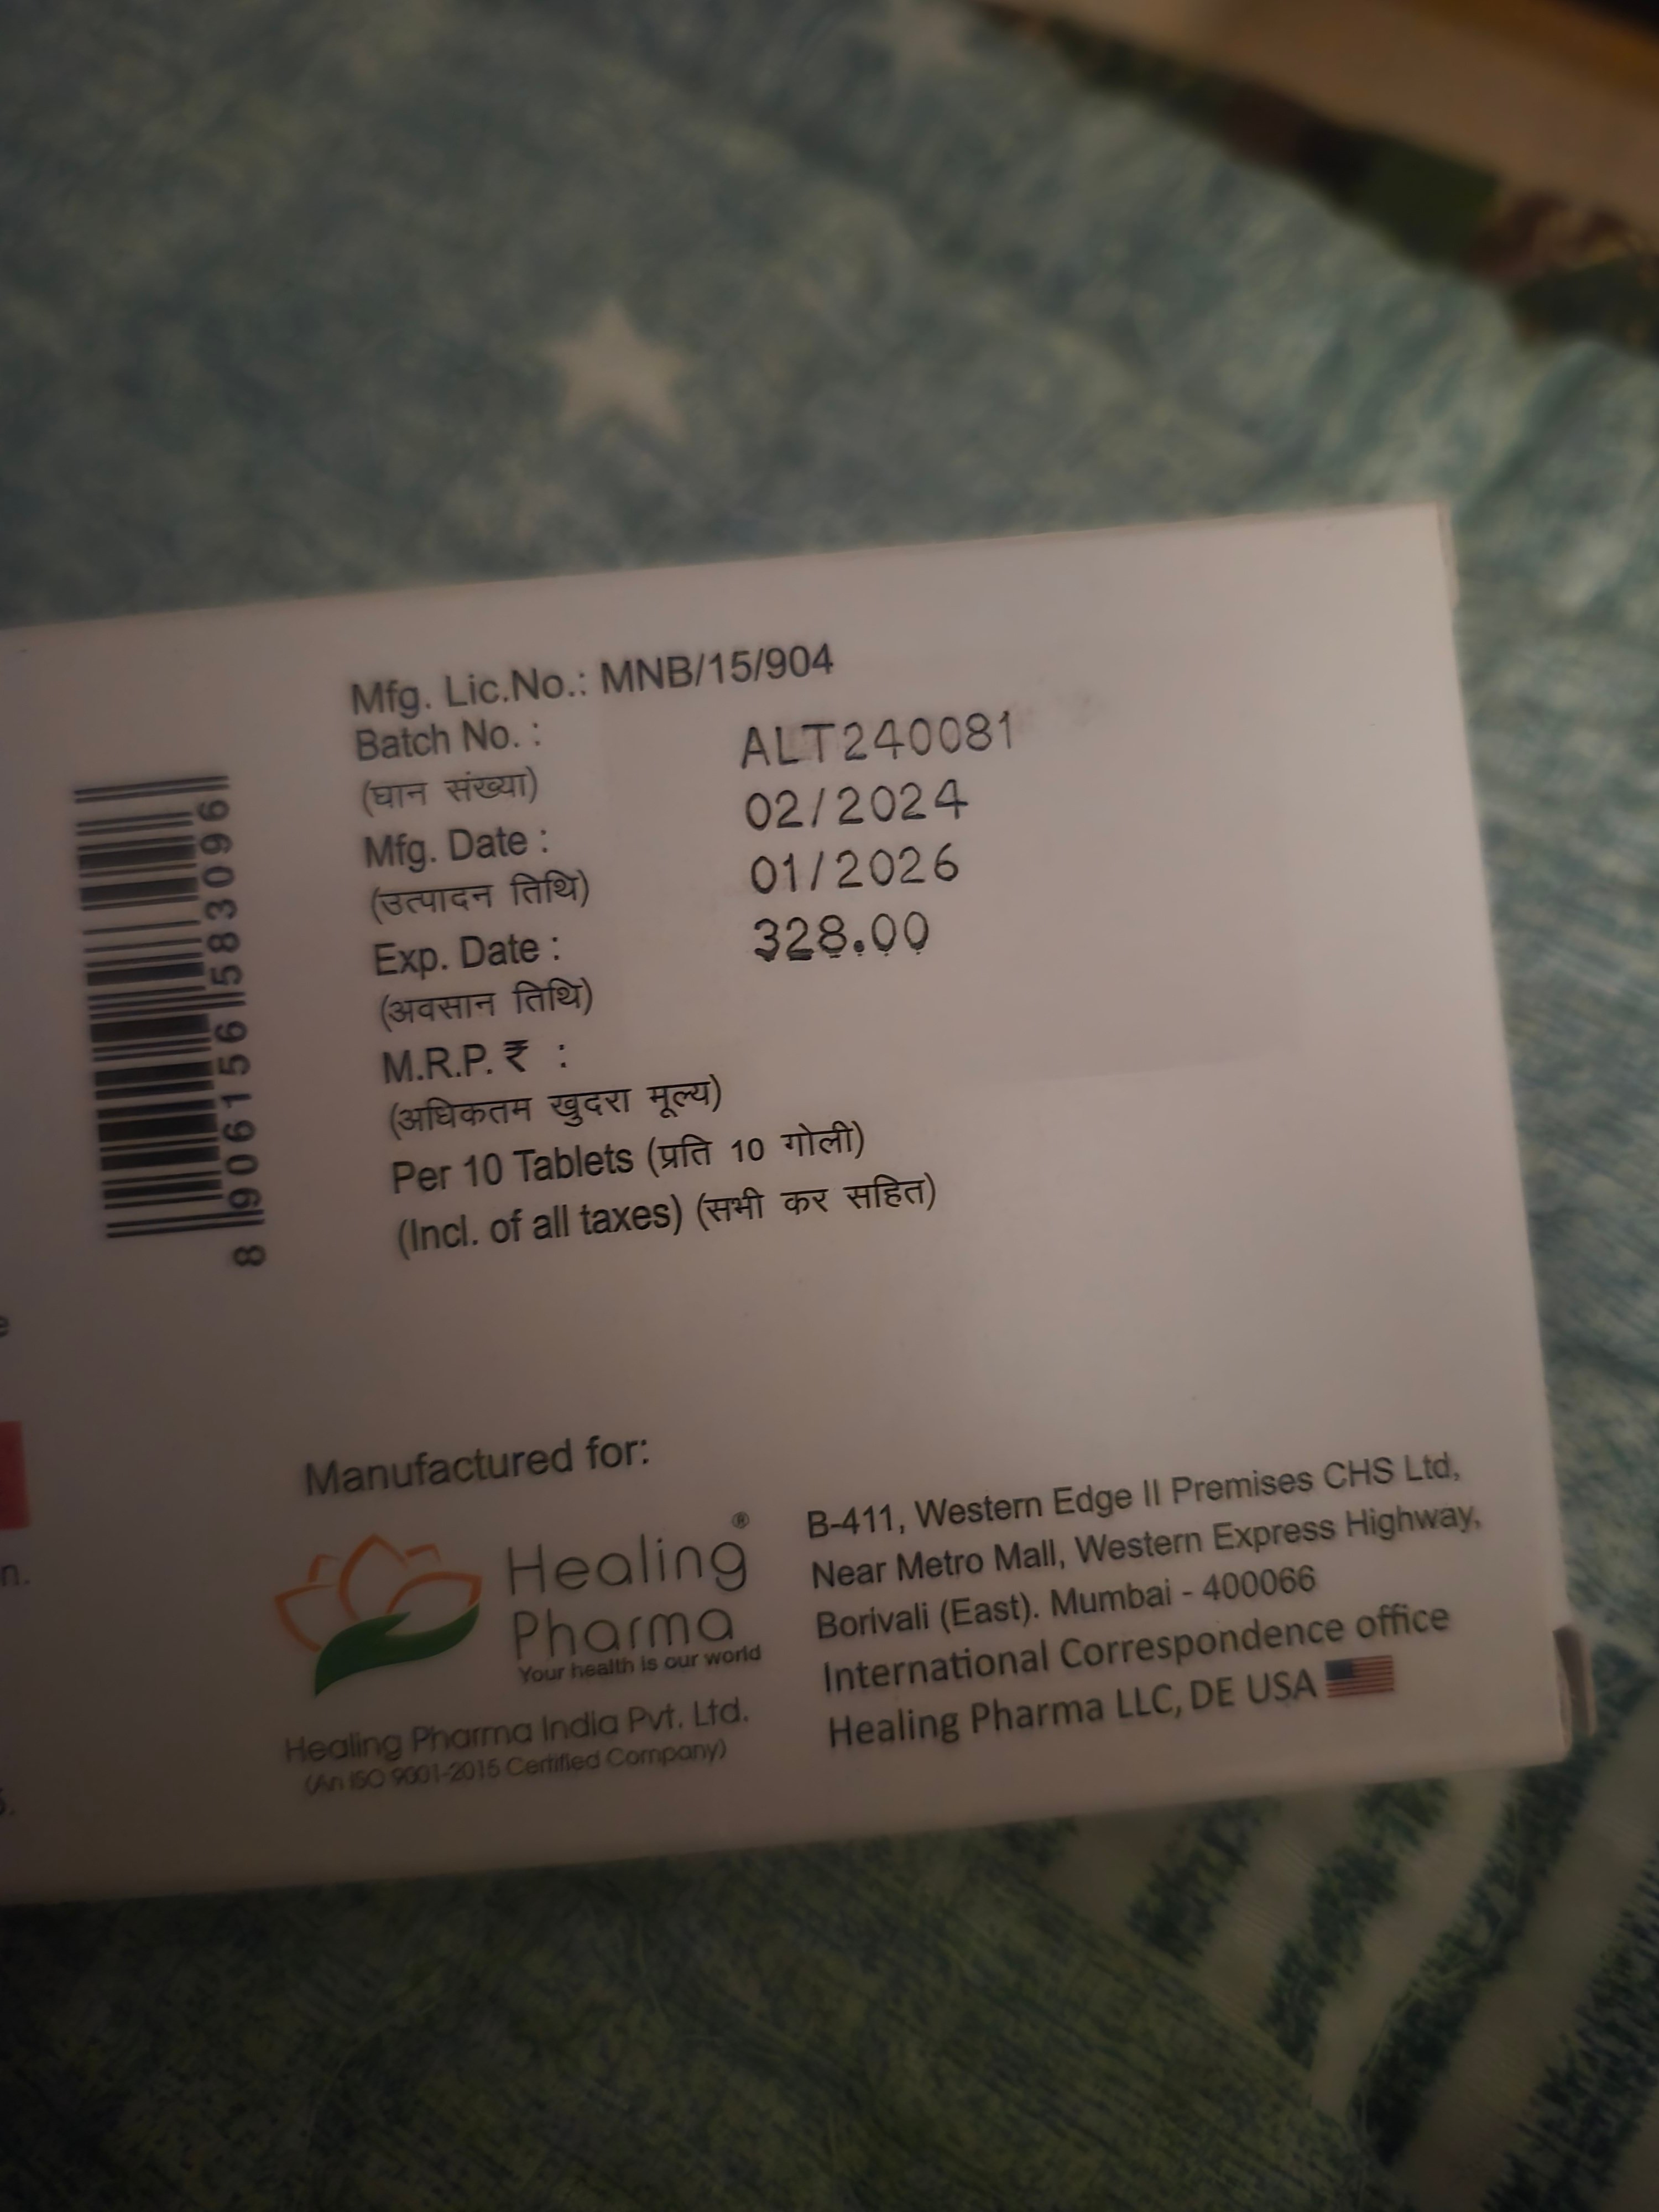 Mfg. Lic.No.: MNB/15/904
Batch No. : ALT240081
(घान संख्या) 02/2024
Mfg. Date : 01/2026
(उत्पादन तिथि) 328.00
Exp. Date :
(अवसान तिथि)
M.R.P. ₹ :
(अधिकतम खुदरा मूल्य)
Per 10 Tablets (प्रति 10 गोली)
(Incl. of all taxes) (सभी कर सहित)
8 906156 583096
Manufactured for:
Healing®
Pharma
Your health is our world
Healing Pharma India Pvt. Ltd.
(An ISO 9001-2015 Certified Company)
B-411, Western Edge II Premises CHS Ltd,
Near Metro Mall, Western Express Highway,
Borivali (East). Mumbai - 400066
International Correspondence office
Healing Pharma LLC, DE USA